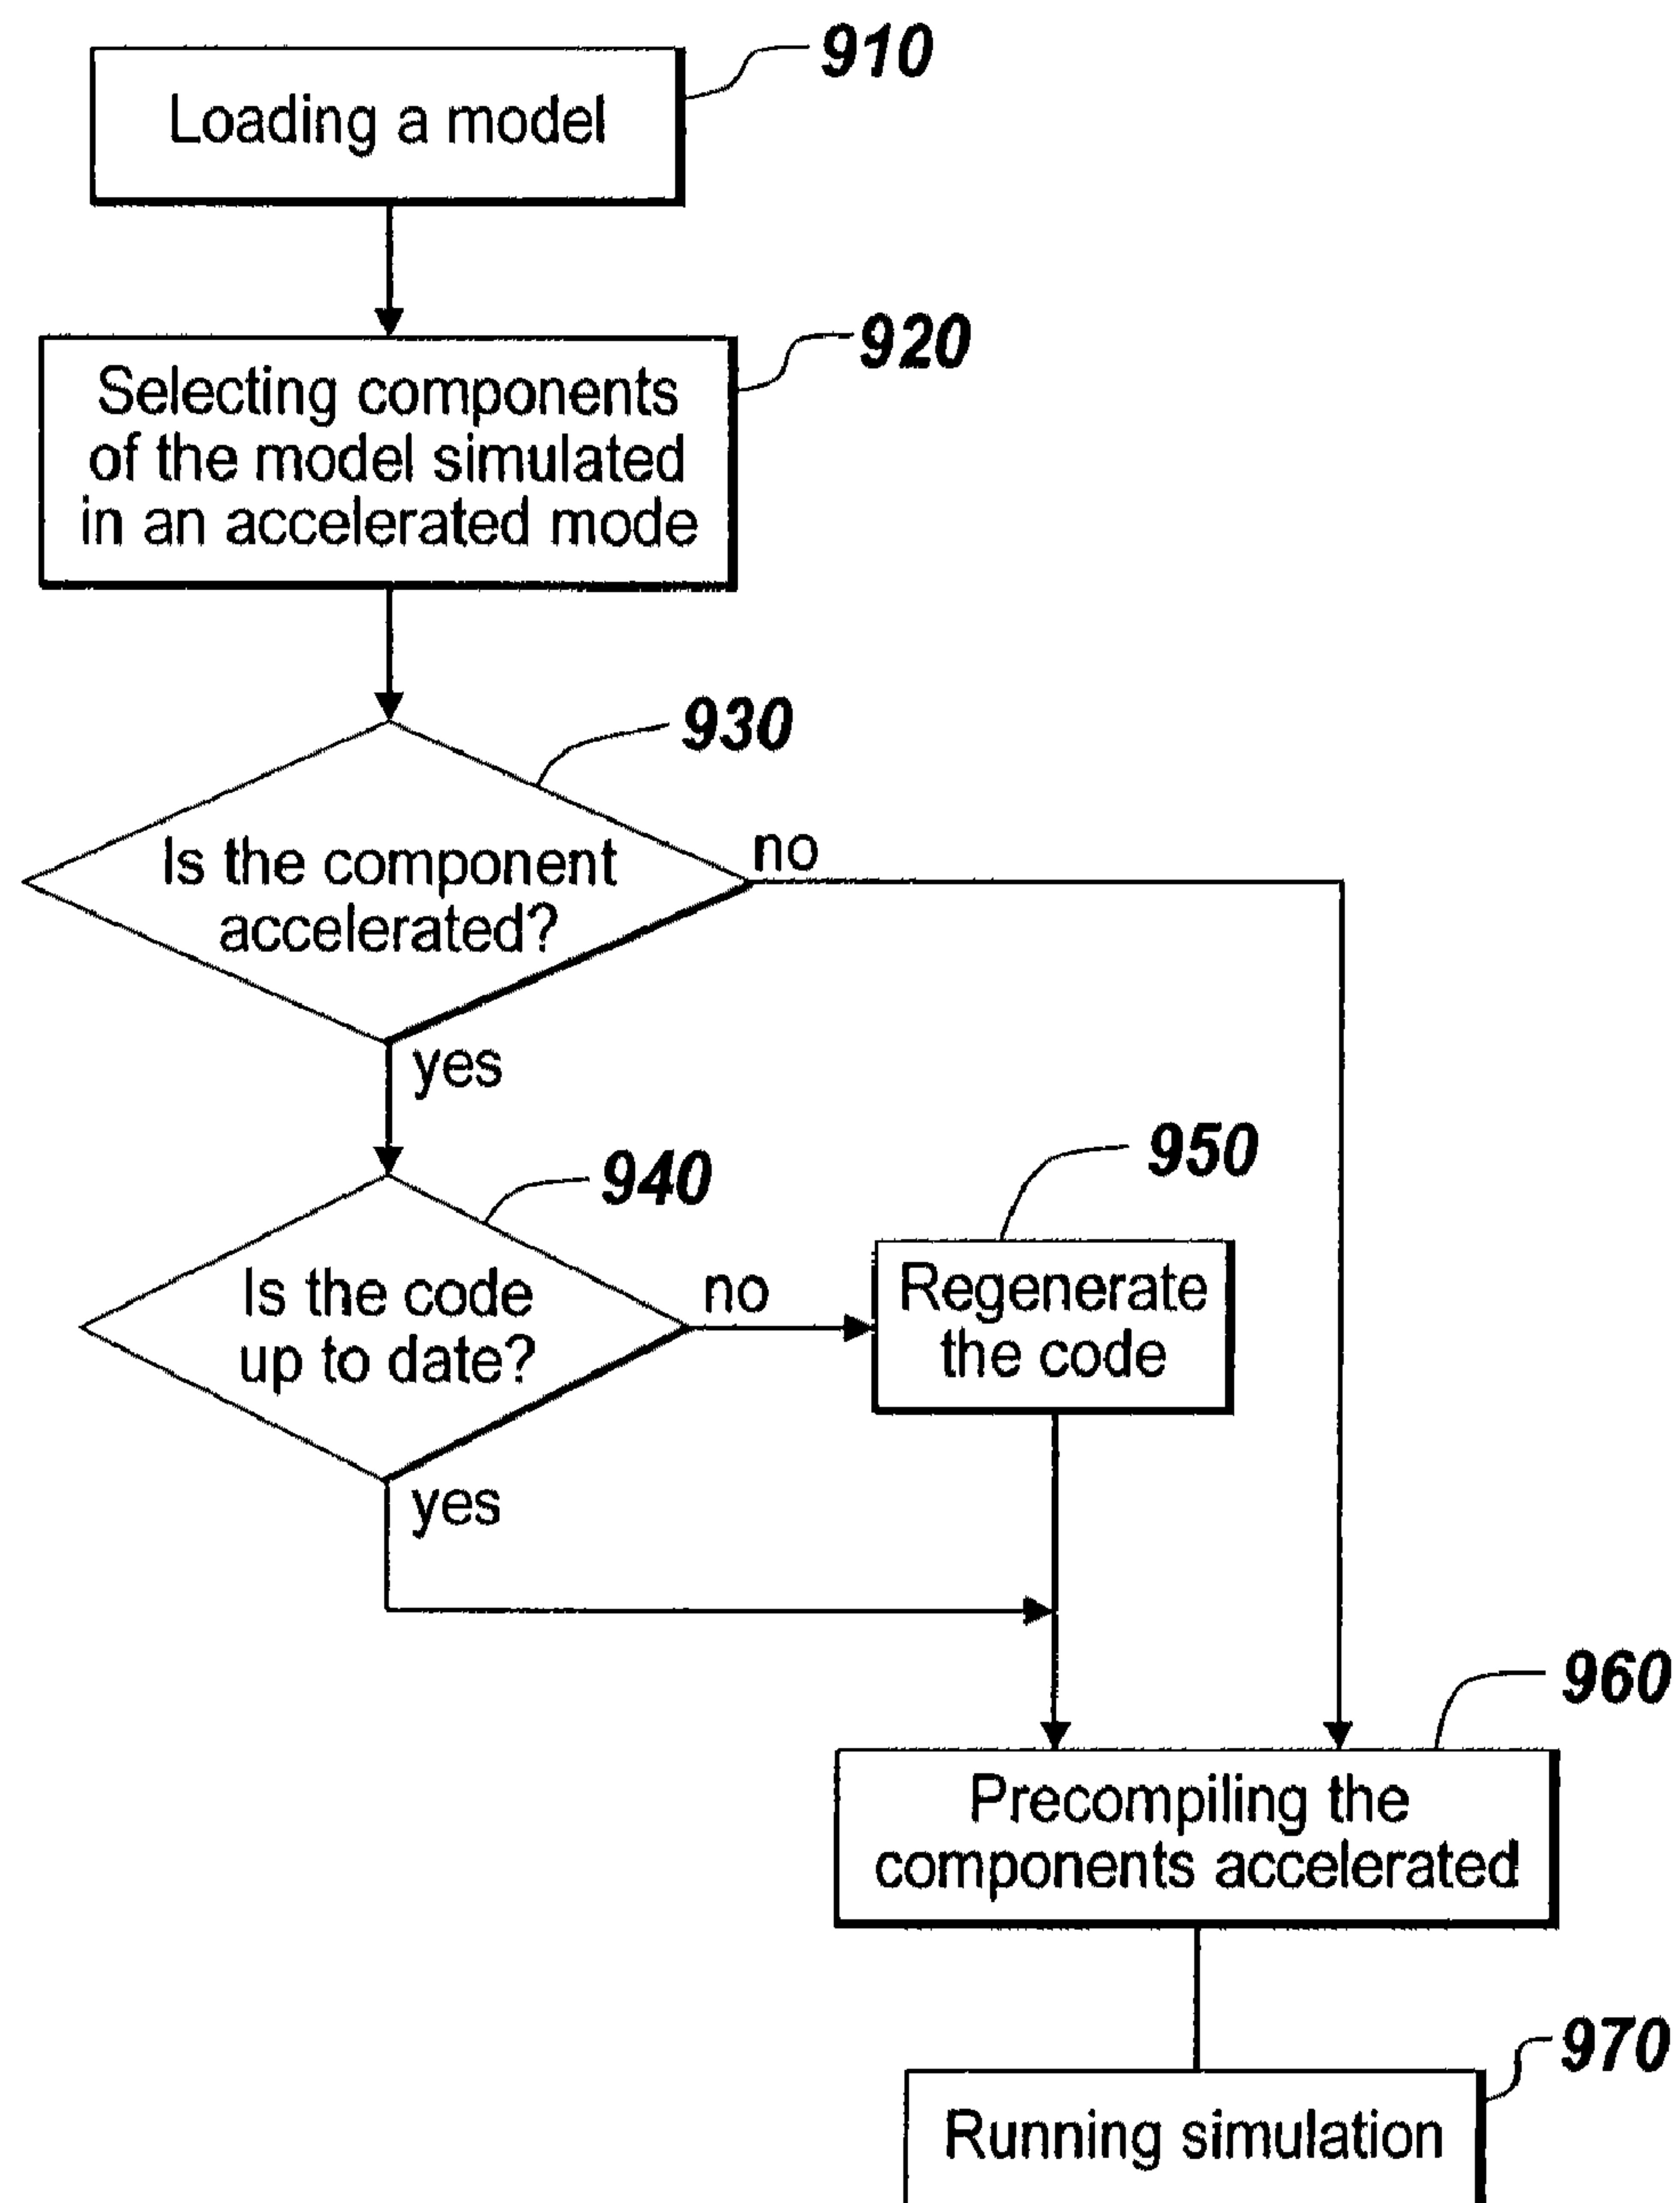 910
Loading a model
920
Selecting components
of the model simulated
in an accelerated mode
930
Is the component
accelerated?
no
yes
940
Is the code
up to date?
no
yes
950
Regenerate
the code
960
Precompiling the
components accelerated
970
Running simulation